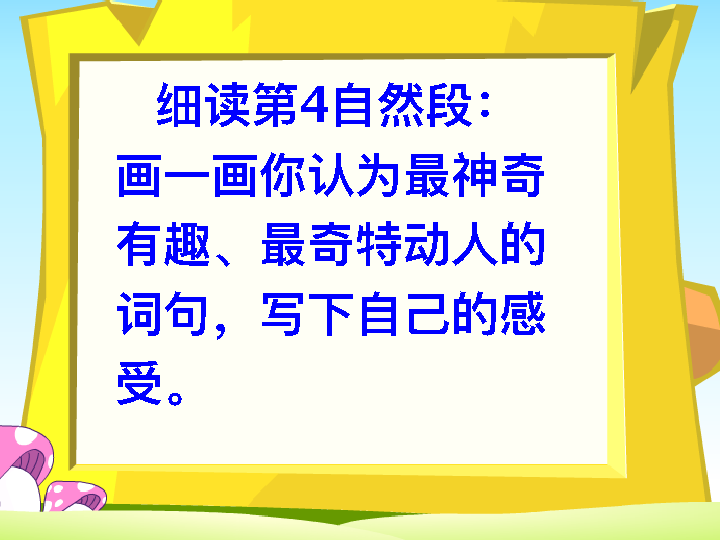 细读第4自然段：
画一画你认为最神奇
有趣、最奇特动人的
词句，写下自己的感
受。